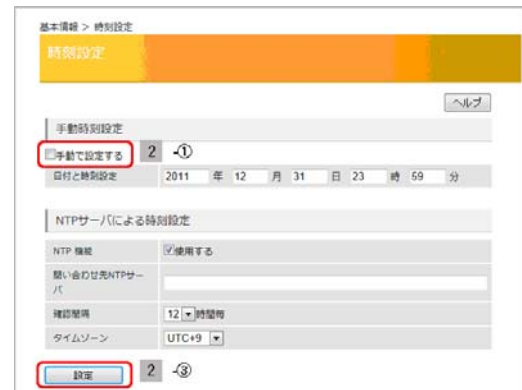 基本情報 > 時刻設定
時刻設定
ヘルプ
手動時刻設定
手動で設定する 2 -①
日付と時刻設定 2011 年 12 月 31 日 23 時 59 分
NTPサーバによる時刻設定
NTP 機能 使用する
問い合わせ先NTPサーバ
確認間隔 12 時間毎
タイムゾーン UTC+9
設定 2 -③